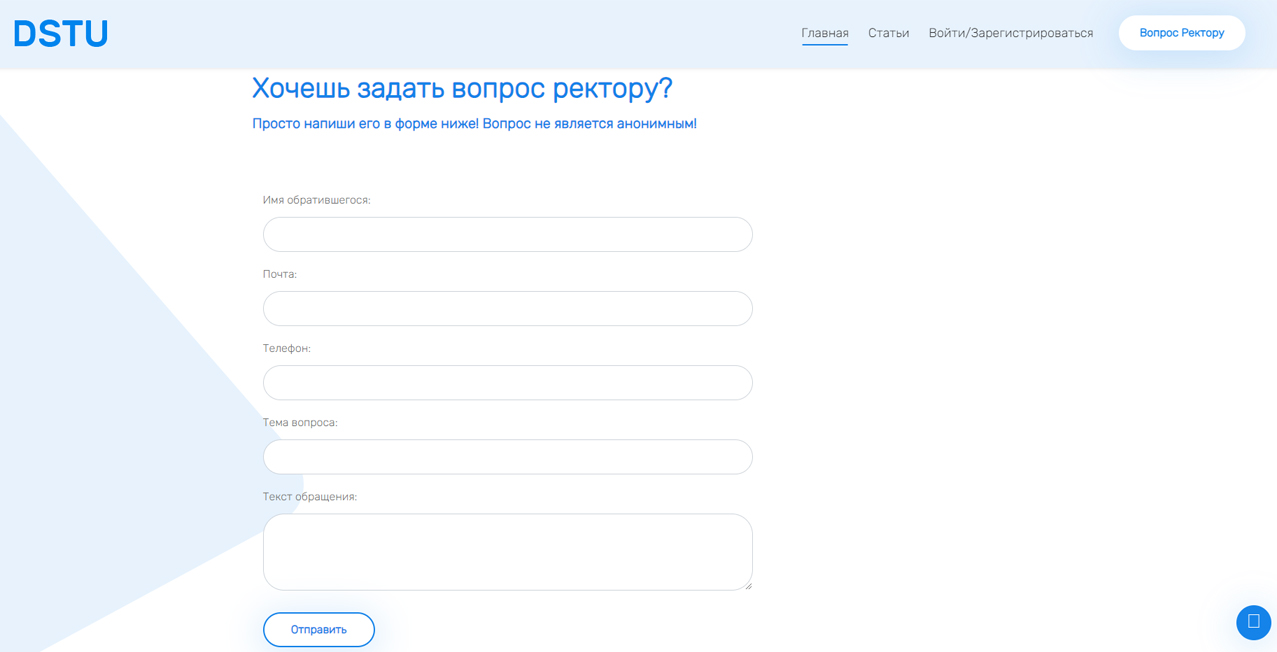 DSTU
Главная Статьи Войти/Зарегистрироваться Вопрос Ректору
Хочешь задать вопрос ректору?
Просто напиши его в форме ниже! Вопрос не является анонимным!
Имя обратившегося:
Почта:
Телефон:
Тема вопроса:
Текст обращения:
Отправить